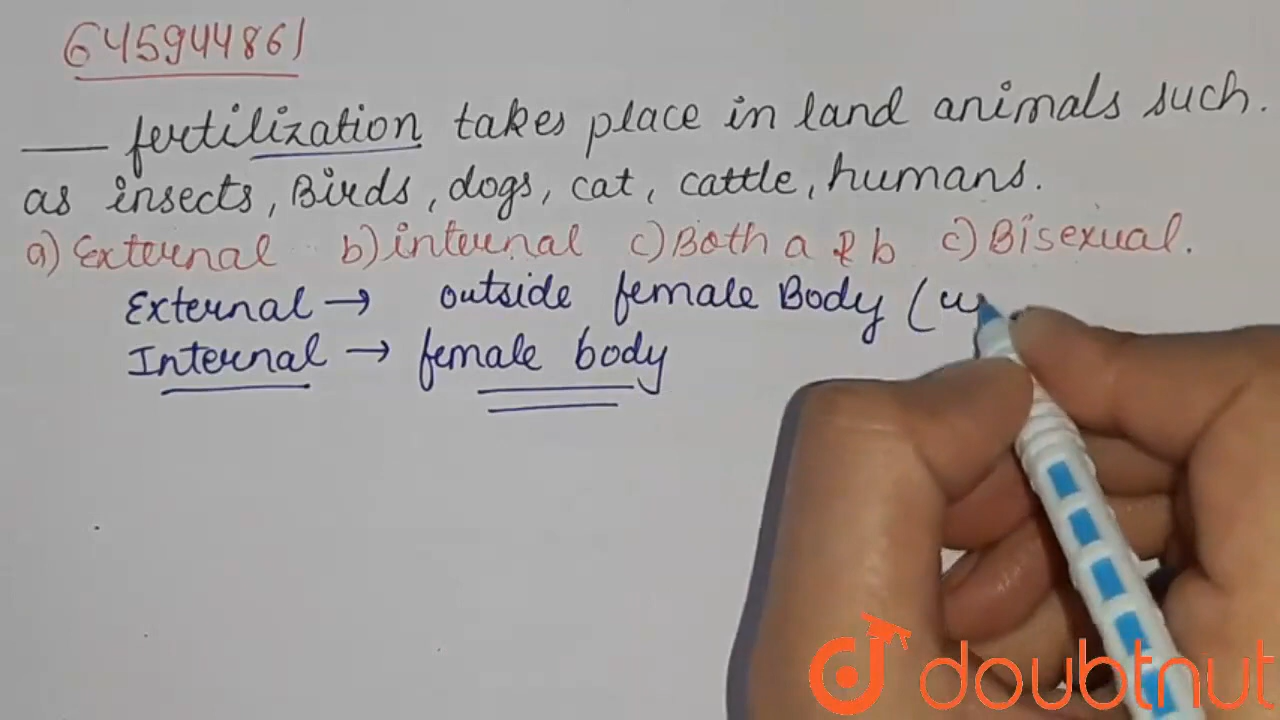 645944861
___ fertilization takes place in land animals such.
as insects, Birds, dogs, cat, cattle, humans.
a) External b) internal c) Both a & b c) Bisexual.
External → outside female Body (w
Internal → female body
doubtnut